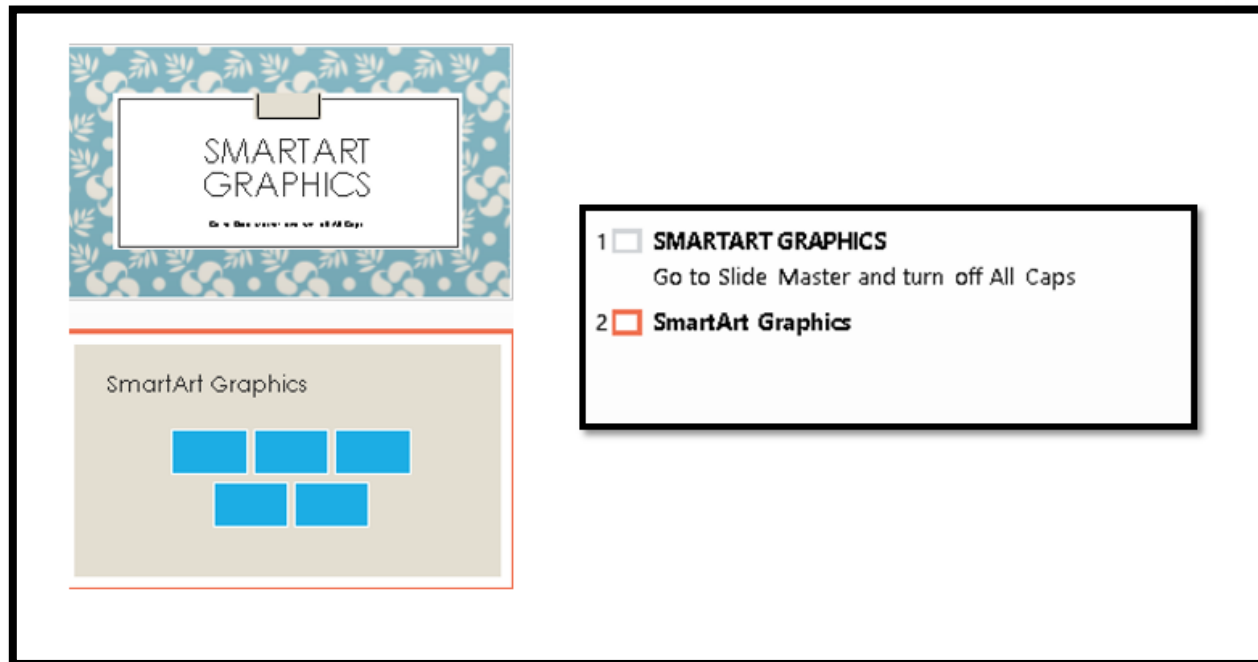 SMARTART
GRAPHICS
SmartArt Graphics
1 SMARTART GRAPHICS
Go to Slide Master and turn off All Caps
2 SmartArt Graphics